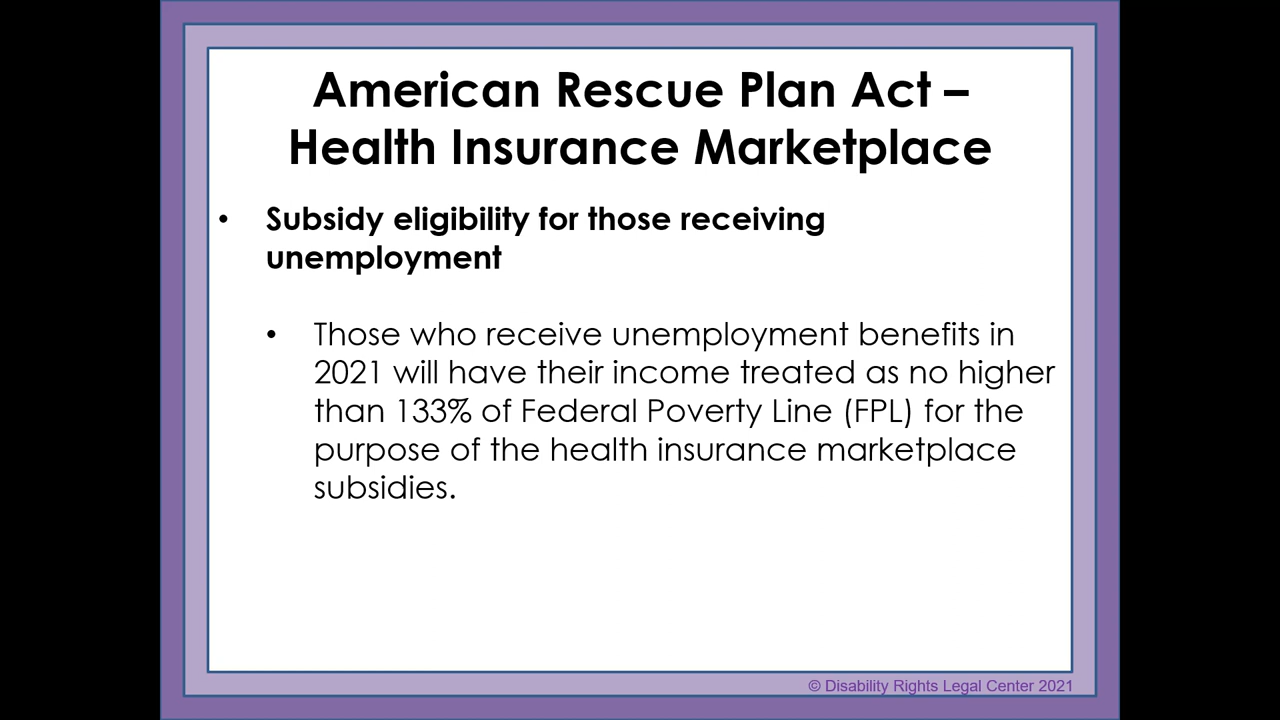 American Rescue Plan Act –
Health Insurance Marketplace
• Subsidy eligibility for those receiving
unemployment
• Those who receive unemployment benefits in
2021 will have their income treated as no higher
than 133% of Federal Poverty Line (FPL) for the
purpose of the health insurance marketplace
subsidies.
© Disability Rights Legal Center 2021